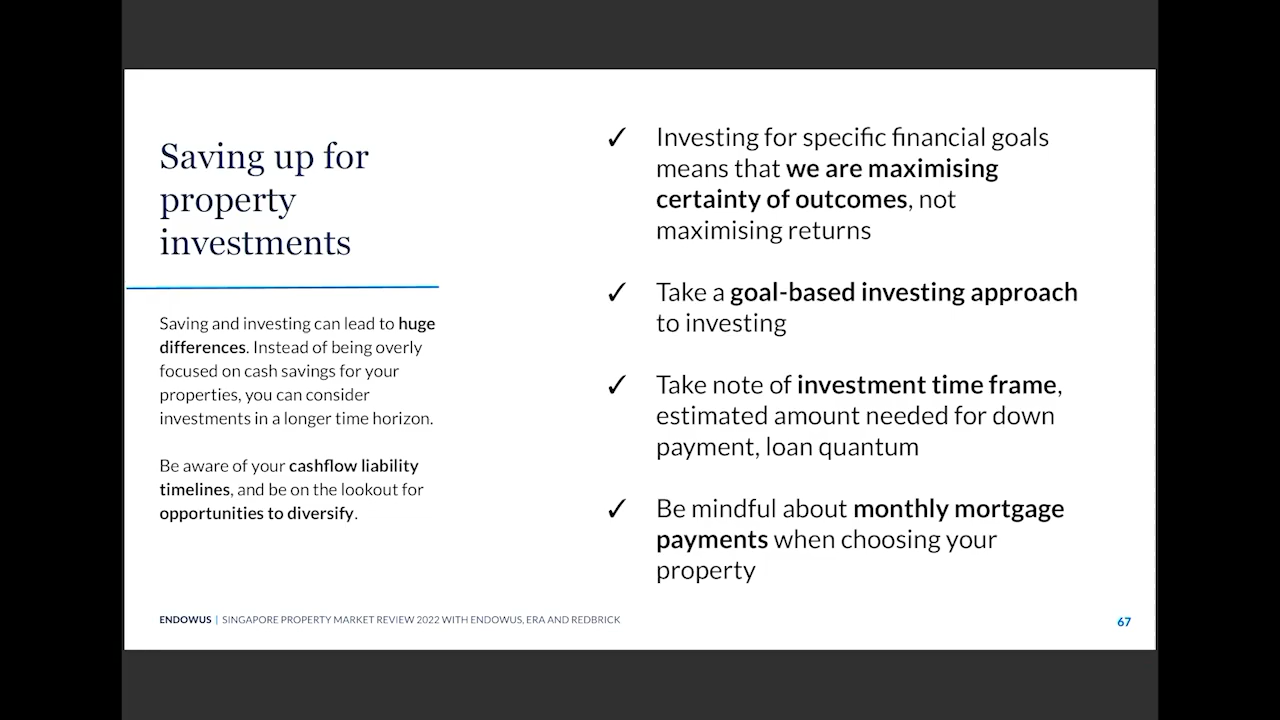 Saving up for
property
investments
Saving and investing can lead to huge
differences. Instead of being overly
focused on cash savings for your
properties, you can consider
investments in a longer time horizon.
Be aware of your cashflow liability
timelines, and be on the lookout for
opportunities to diversify.
✓ Investing for specific financial goals
means that we are maximising
certainty of outcomes, not
maximising returns
✓ Take a goal-based investing approach
to investing
✓ Take note of investment time frame,
estimated amount needed for down
payment, loan quantum
✓ Be mindful about monthly mortgage
payments when choosing your
property
ENDOWUS | SINGAPORE PROPERTY MARKET REVIEW 2022 WITH ENDOWUS, ERA AND REDBRICK
67